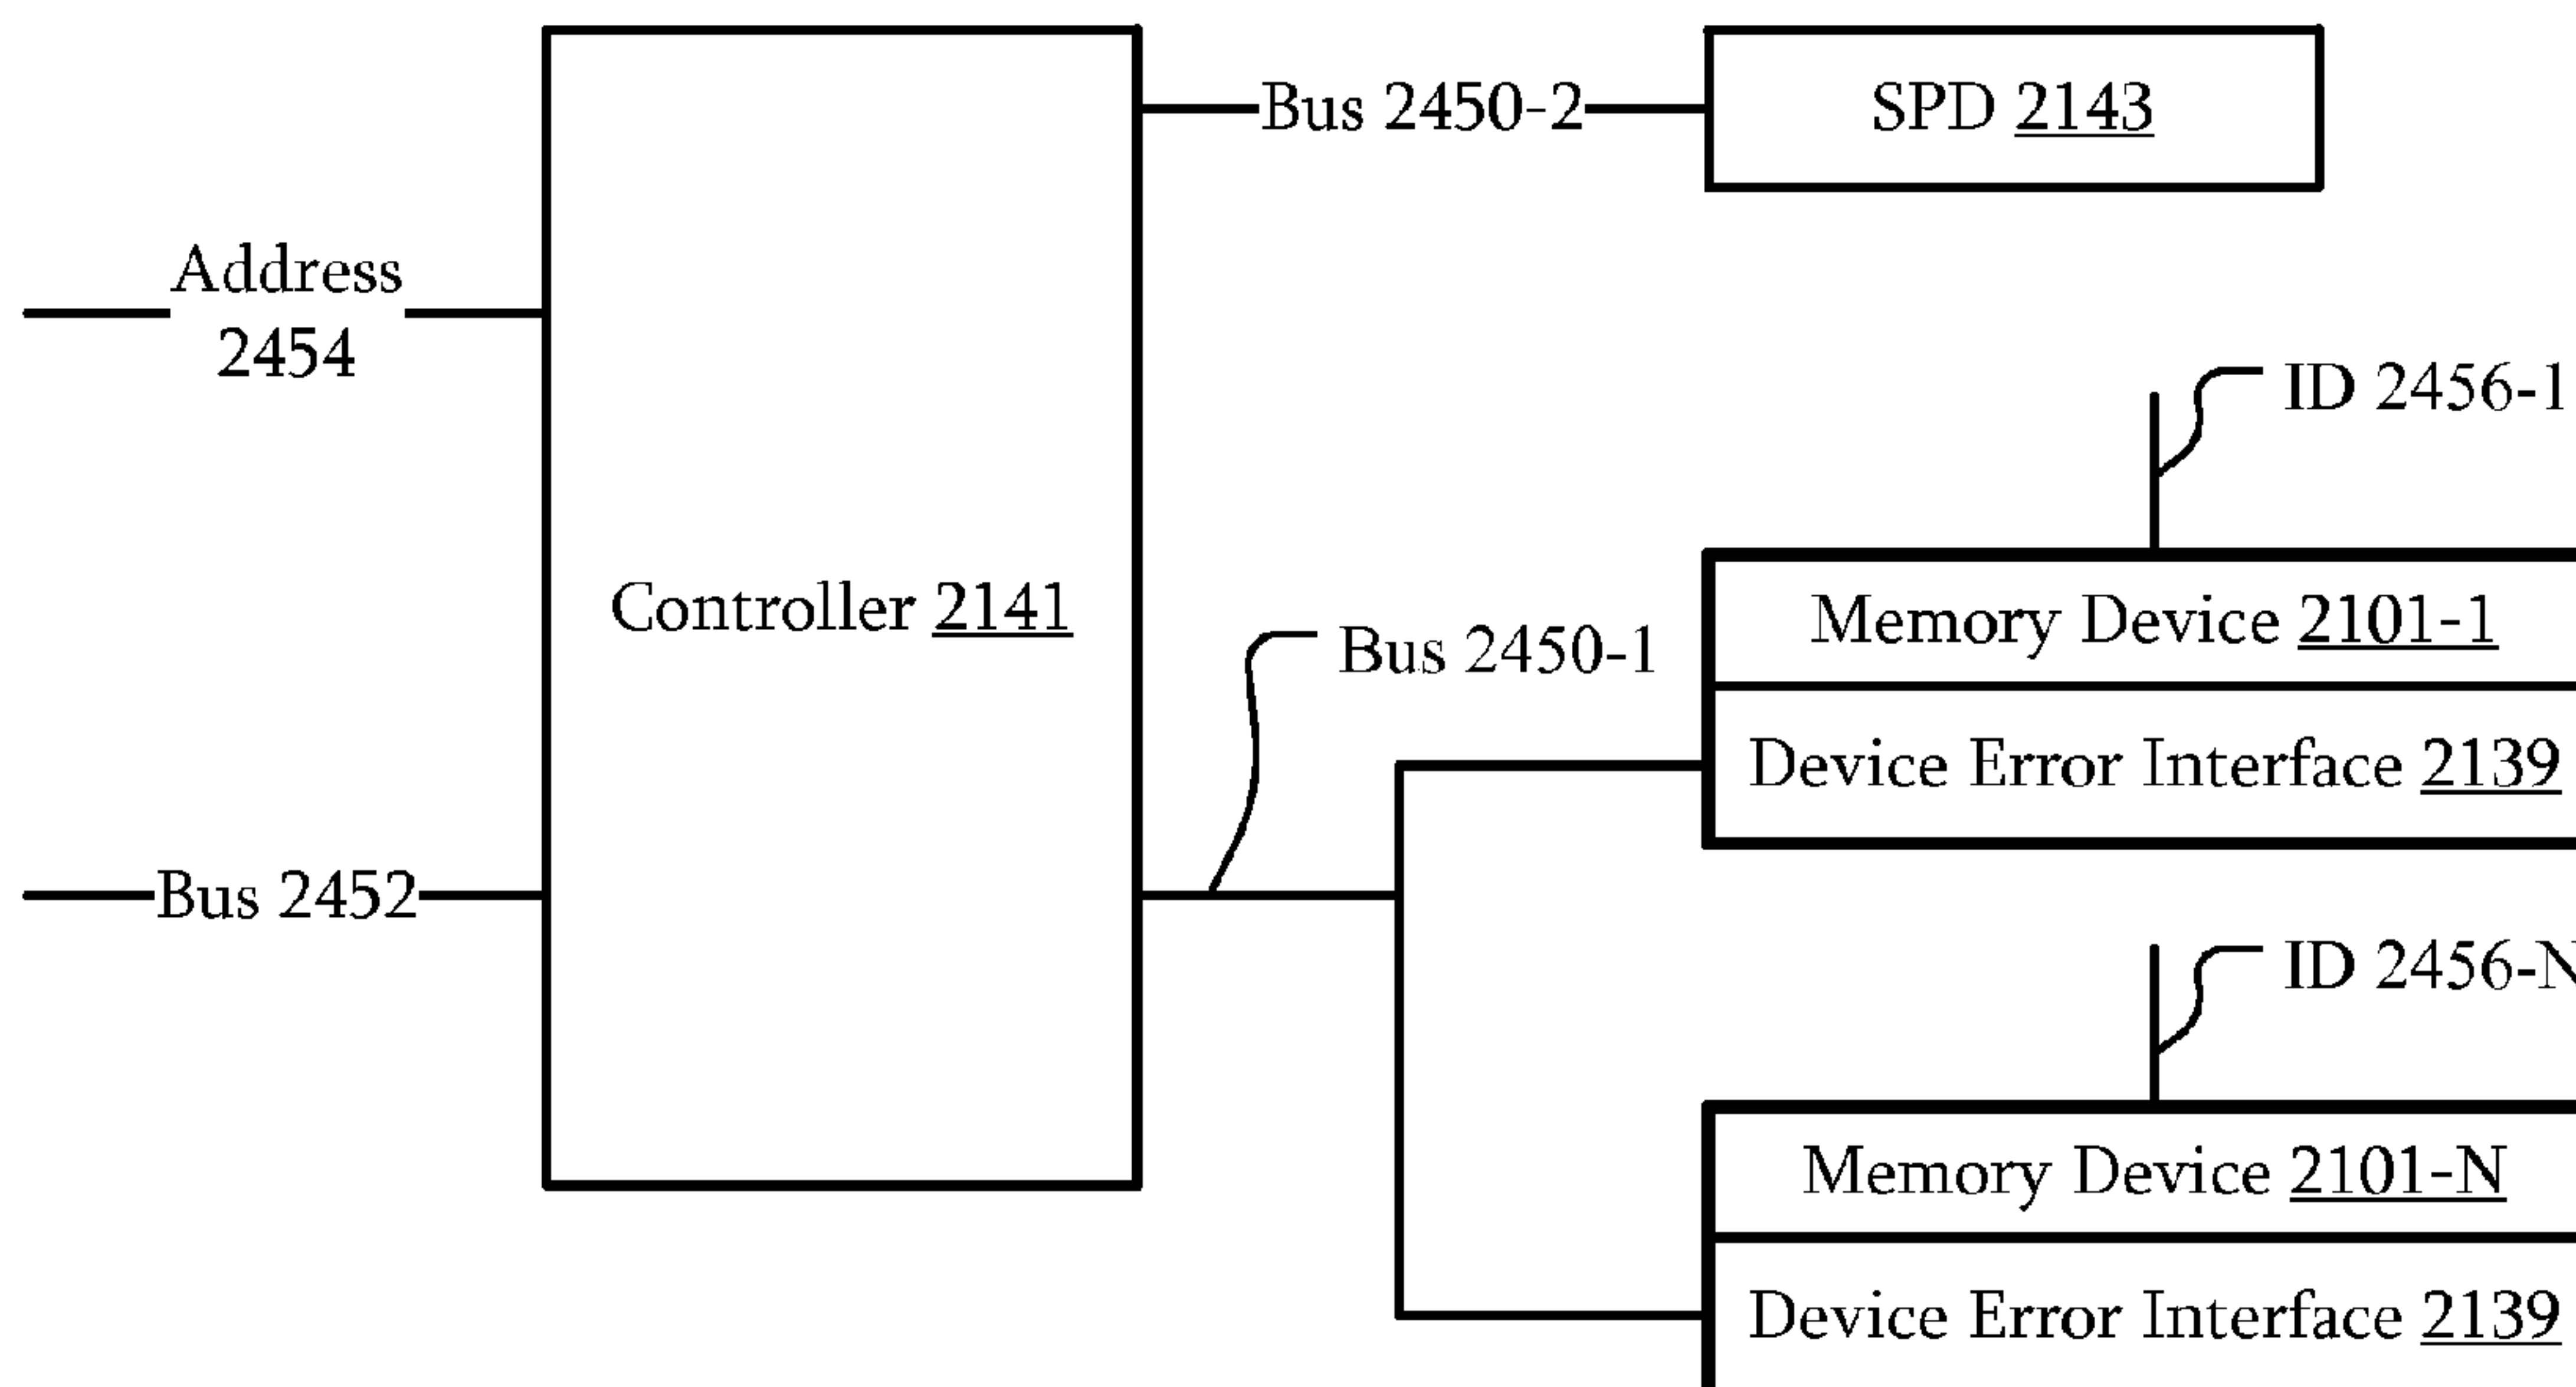 Bus 2450-2
SPD 2143
Address
2454
ID 2456-1
Controller 2141
Bus 2450-1
Memory Device 2101-1
Device Error Interface 2139
Bus 2452
ID 2456-N
Memory Device 2101-N
Device Error Interface 2139